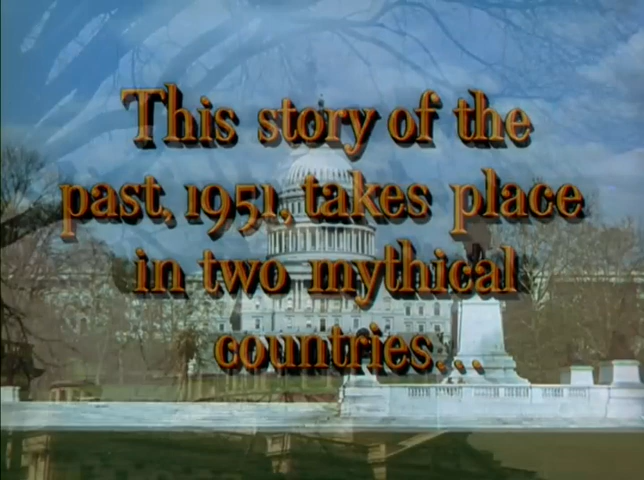 This story of the
past, 1951, takes place
in two mythical
countries...